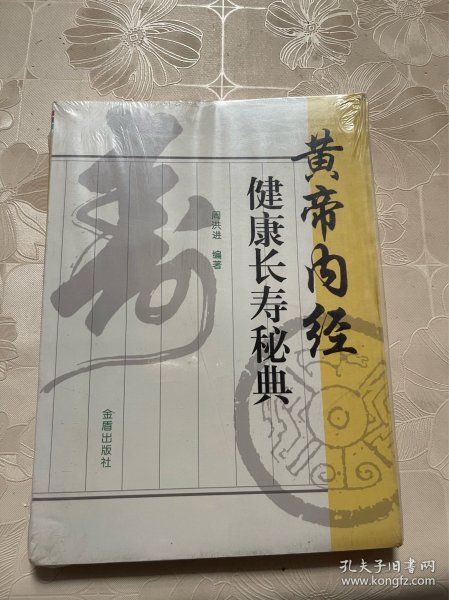 黄帝内经
健康长寿秘典
周洪进 编著
寿
金盾出版社
孔夫子旧书网
www.kongfz.com